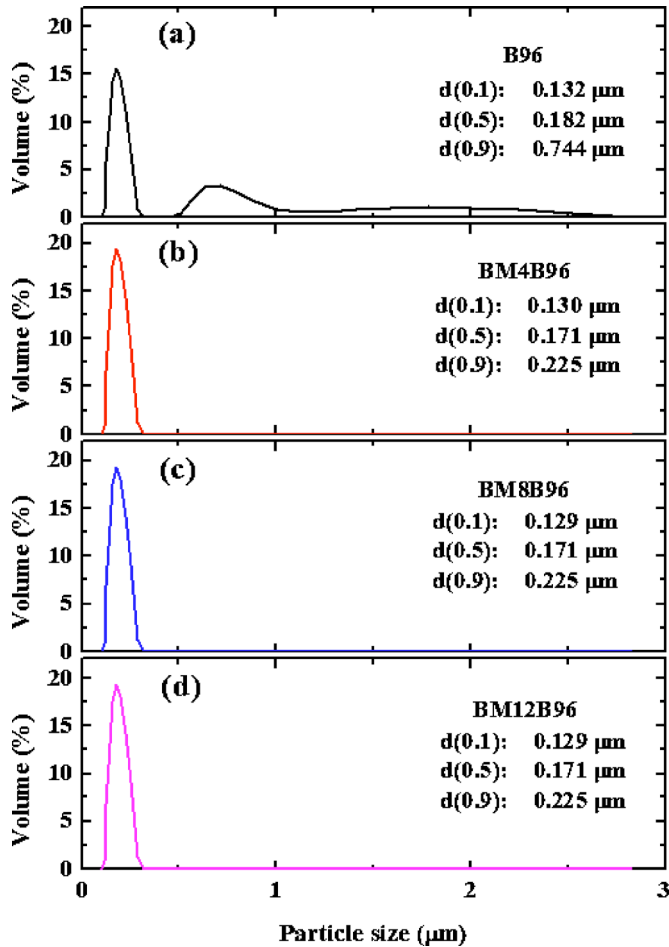 (a)
B96
d(0.1): 0.132 μm
d(0.5): 0.182 μm
d(0.9): 0.744 μm
Volume (%)
20
15
10
5
0
(b)
BM4B96
d(0.1): 0.130 μm
d(0.5): 0.171 μm
d(0.9): 0.225 μm
Volume (%)
20
15
10
5
0
(c)
BM8B96
d(0.1): 0.129 μm
d(0.5): 0.171 μm
d(0.9): 0.225 μm
Volume (%)
20
15
10
5
0
(d)
BM12B96
d(0.1): 0.129 μm
d(0.5): 0.171 μm
d(0.9): 0.225 μm
Volume (%)
20
15
10
5
0
0 1 2 3
Particle size (μm)